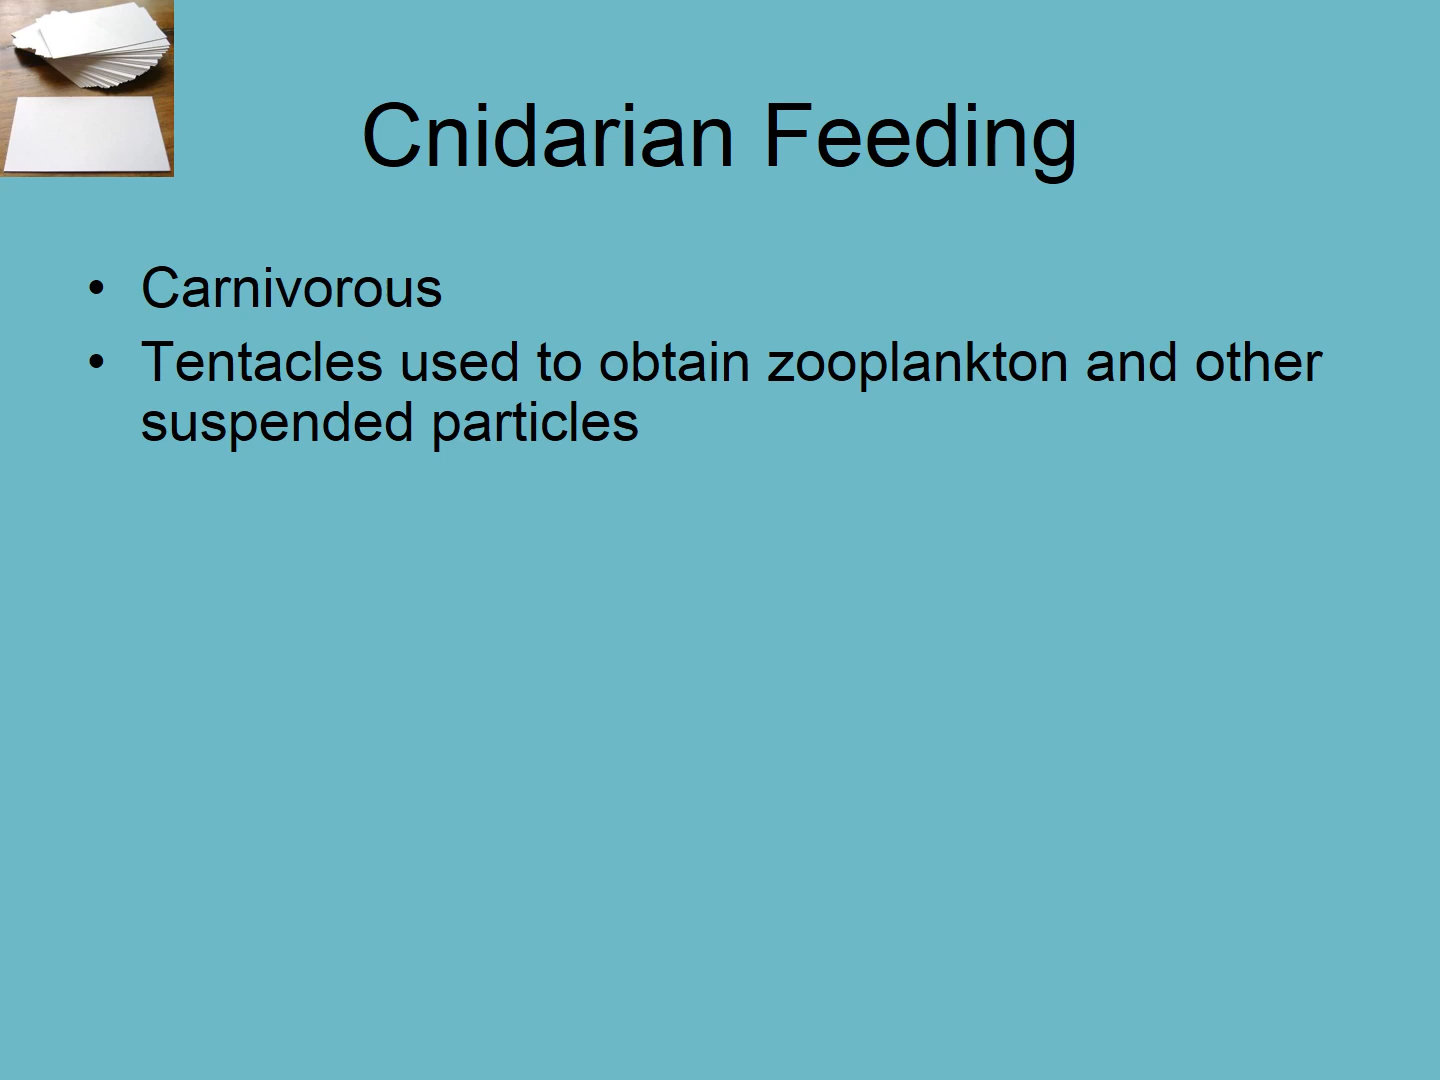 Cnidarian Feeding
• Carnivorous
• Tentacles used to obtain zooplankton and other
suspended particles